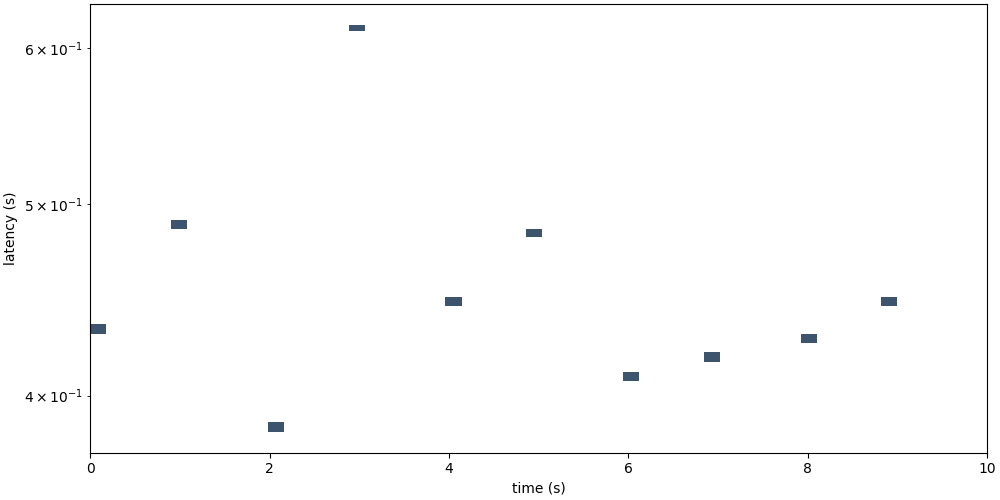 6 × 10⁻¹
5 × 10⁻¹
4 × 10⁻¹
latency (s)
0 2 4 6 8 10
time (s)